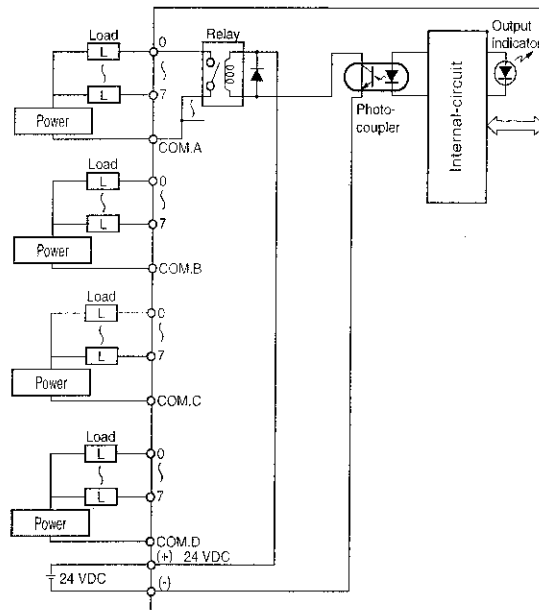 Load
L
L
Power
0
7
COM.A
Relay
Photo-
coupler
Internal-circuit
Output
indicator
Load
L
L
Power
0
7
COM.B
Load
L
L
Power
0
7
COM.C
Load
L
L
Power
0
7
COM.D
(+) 24 VDC
24 VDC
(-)